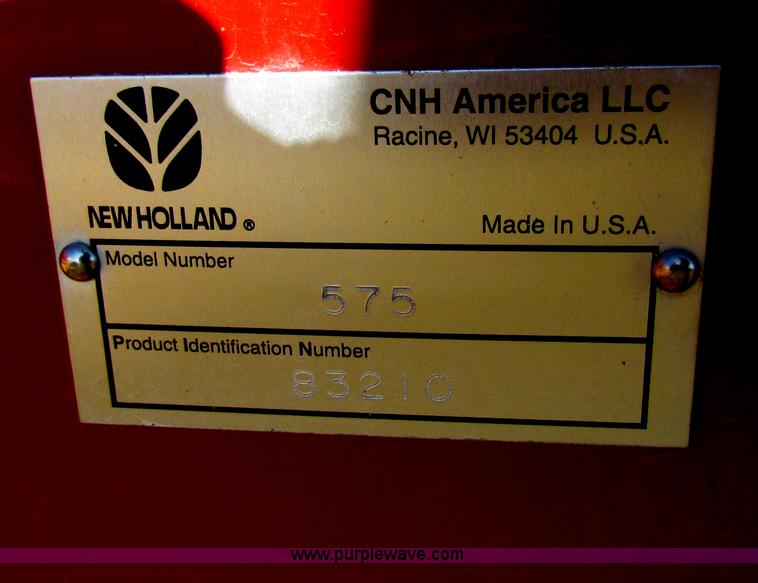 CNH America LLC
Racine, WI 53404 U.S.A.
NEW HOLLAND ®
Made In U.S.A.
Model Number
575
Product Identification Number
83210
www.purplewave.com